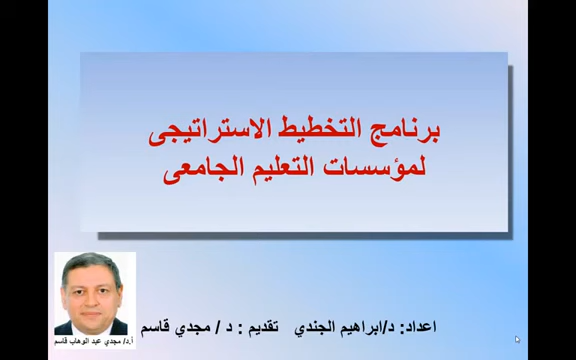 برنامج التخطيط الاستراتيجى
لمؤسسات التعليم الجامعى
اعداد: د/ابراهيم الجندي تقديم : د / مجدي قاسم
أ.د/ مجدي عبد الوهاب قاسم